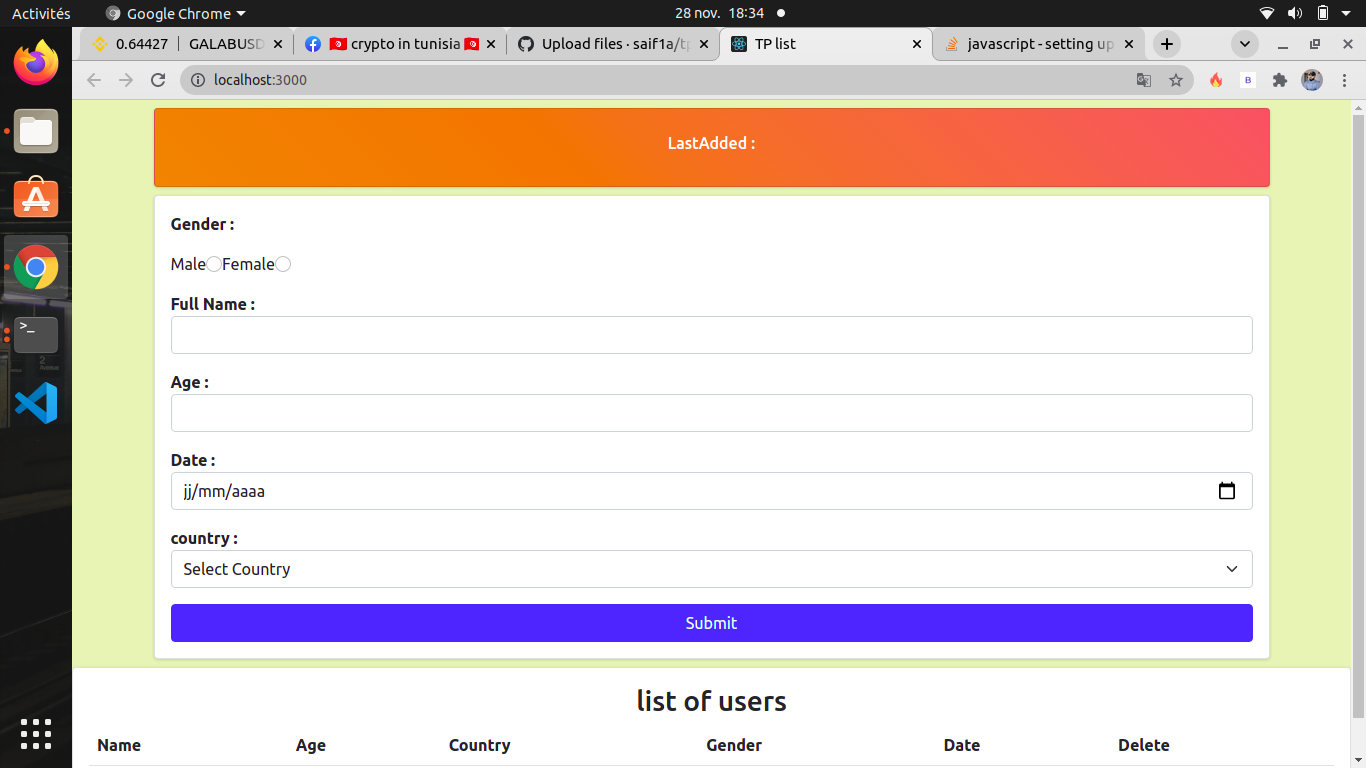 Activités Google Chrome 28 nov. 18:34
0.64427 | GALABUSD crypto in tunisia Upload files · saif1a/tp TP list javascript - setting up
localhost:3000
B
LastAdded :
Gender :
Male Female
Full Name :
Age :
Date :
jj/mm/aaaa
country :
Select Country
Submit
list of users
Name Age Country Gender Date Delete